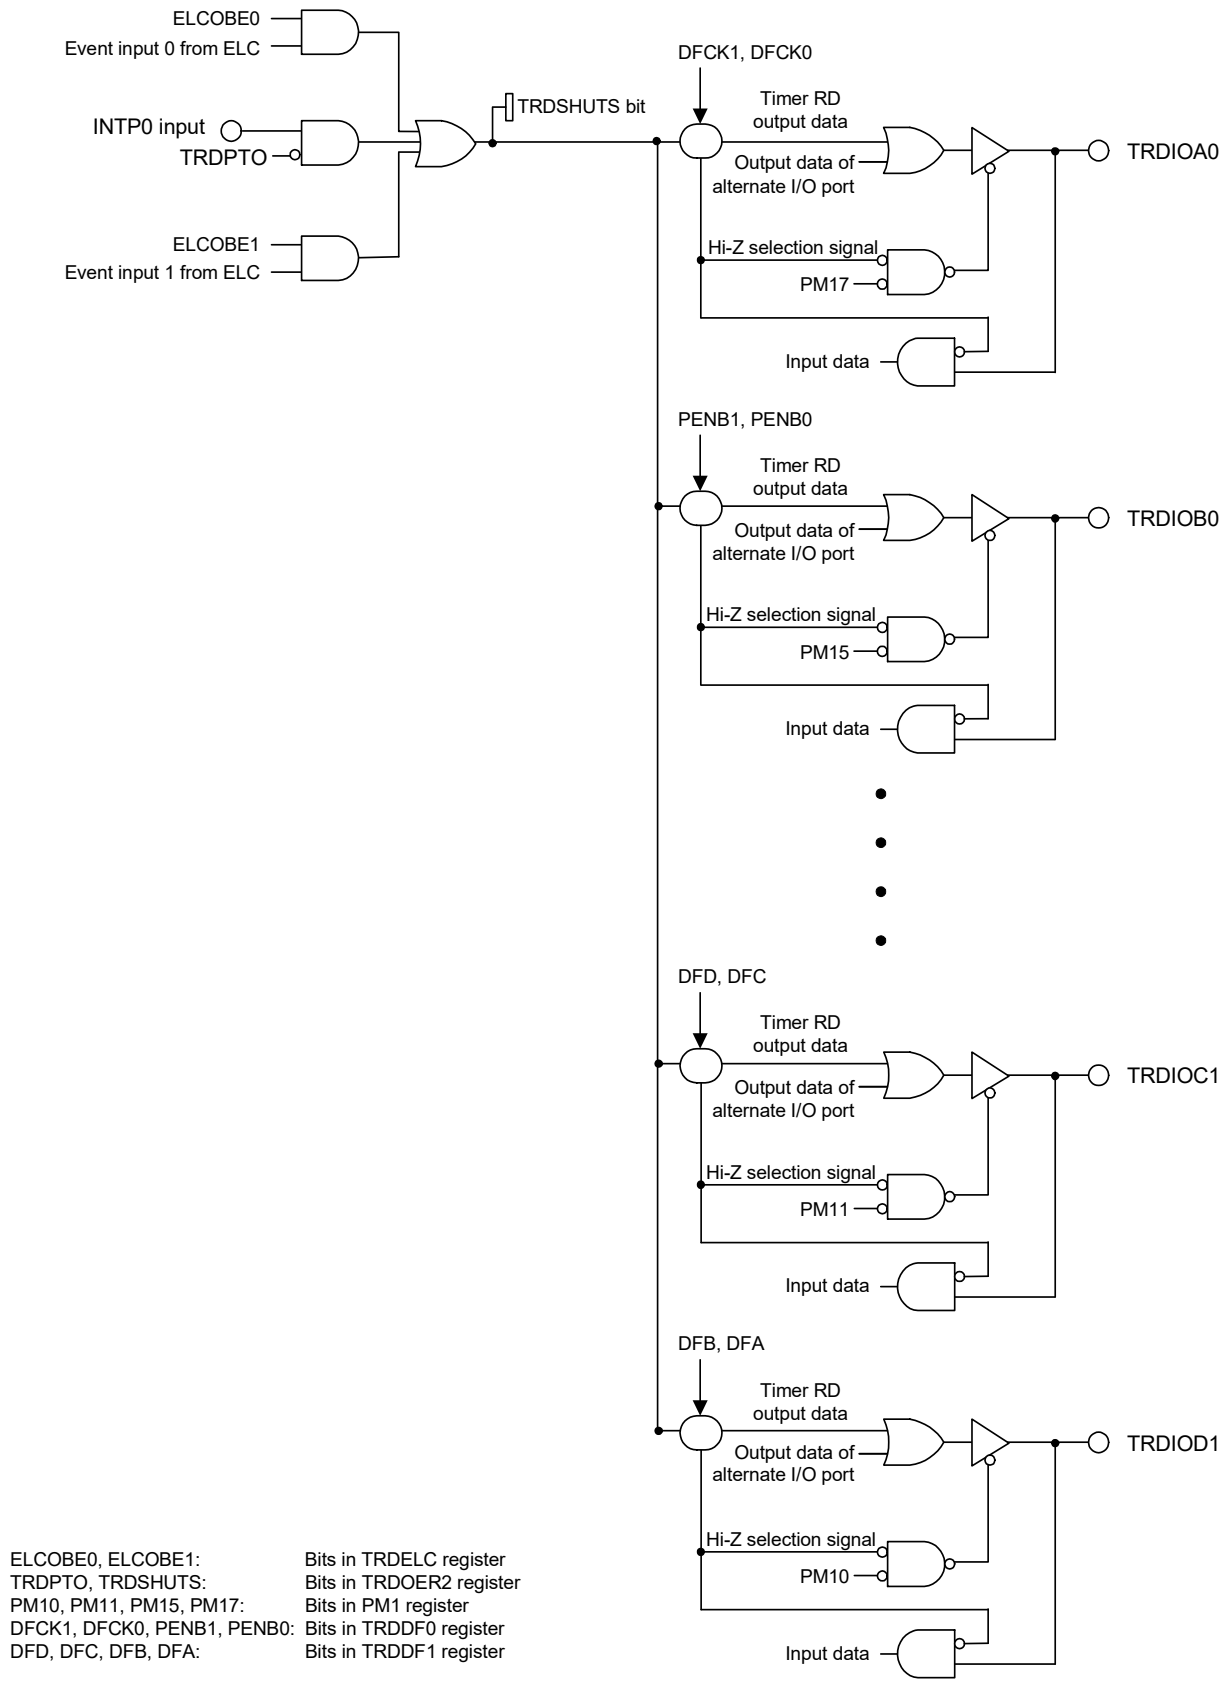 ELCOBE0
Event input 0 from ELC
INTP0 input
TRDPTO
ELCOBE1
Event input 1 from ELC
TRDSHUTS bit
DFCK1, DFCK0
Timer RD
output data
Output data of
alternate I/O port
TRDIOA0
Hi-Z selection signal
PM17
Input data
PENB1, PENB0
Timer RD
output data
Output data of
alternate I/O port
TRDIOB0
Hi-Z selection signal
PM15
Input data
DFD, DFC
Timer RD
output data
Output data of
alternate I/O port
TRDIOC1
Hi-Z selection signal
PM11
Input data
DFB, DFA
Timer RD
output data
Output data of
alternate I/O port
TRDIOD1
Hi-Z selection signal
PM10
Input data
ELCOBE0, ELCOBE1: Bits in TRDELC register
TRDPTO, TRDSHUTS: Bits in TRDOER2 register
PM10, PM11, PM15, PM17: Bits in PM1 register
DFCK1, DFCK0, PENB1, PENB0: Bits in TRDDF0 register
DFD, DFC, DFB, DFA: Bits in TRDDF1 register